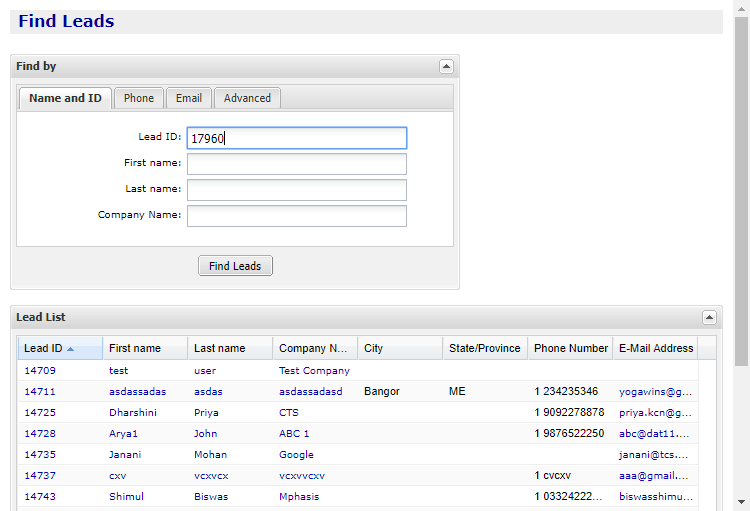 Find Leads
Find by
Name and ID Phone Email Advanced
Lead ID: 17960
First name:
Last name:
Company Name:
Find Leads
Lead List
Lead ID First name Last name Company N... City State/Province Phone Number E-Mail Address
14709 test user Test Company
14711 asdassadas asdas asdassadasd Bangor ME 1 234235346 yogawins@g...
14725 Dharshini Priya CTS 1 9092278878 priya.kcn@g...
14728 Arya1 John ABC 1 1 9876522250 abc@dat11....
14735 Janani Mohan Google janani@tcs....
14737 cxv vcxvcx vcxvvcxv 1 cvcxv aaa@gmail....
14743 Shimul Biswas Mphasis 1 03324222... biswasshimu...